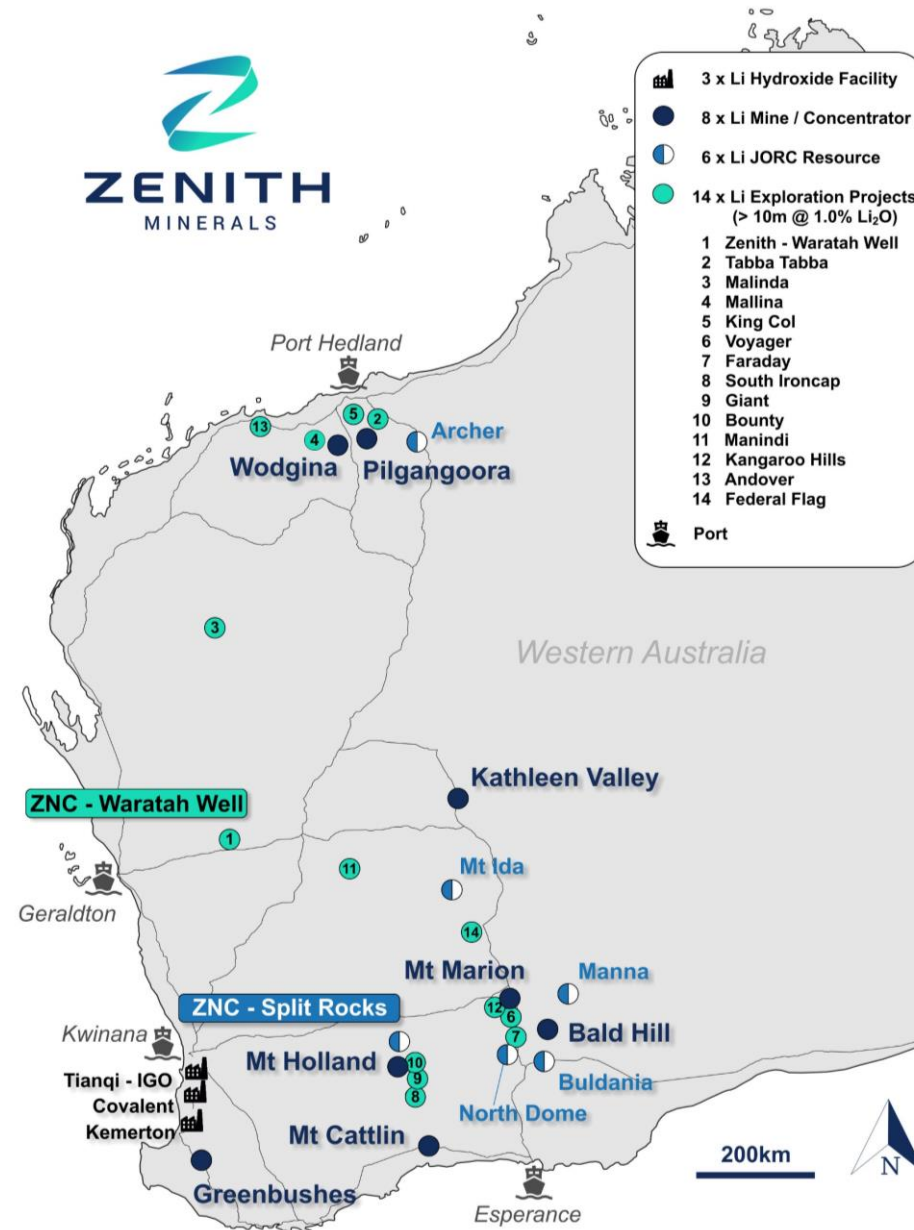 ZENITH
MINERALS
3 x Li Hydroxide Facility
8 x Li Mine / Concentrator
6 x Li JORC Resource
14 x Li Exploration Projects
(> 10m @ 1.0% Li₂O)
1 Zenith - Waratah Well
2 Tabba Tabba
3 Malinda
4 Mallina
5 King Col
6 Voyager
7 Faraday
8 South Ironcap
9 Giant
10 Bounty
11 Manindi
12 Kangaroo Hills
13 Andover
14 Federal Flag
Port
Port Hedland
13
5
2
4
Archer
Wodgina
Pilgangoora
3
Western Australia
Kathleen Valley
ZNC - Waratah Well
1
11
Mt Ida
Geraldton
14
Mt Marion
Manna
ZNC - Split Rocks
12
6
Bald Hill
7
Kwinana
Mt Holland
10
9
8
Buldania
North Dome
Tianqi - IGO
Covalent
Kemerton
Mt Cattlin
Greenbushes
Esperance
200km
N